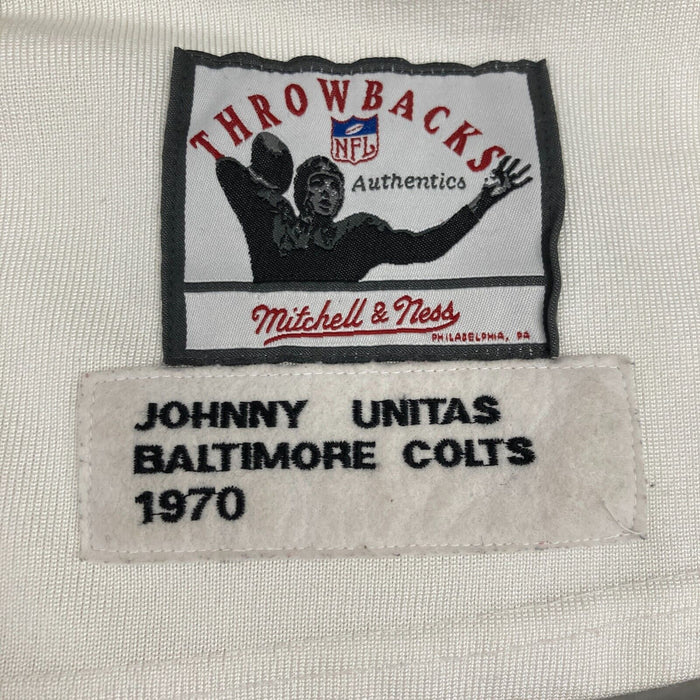 THROWBACKS
NFL
Authentics
Mitchell & Ness
PHILADELPHIA, PA
JOHNNY UNITAS
BALTIMORE COLTS
1970